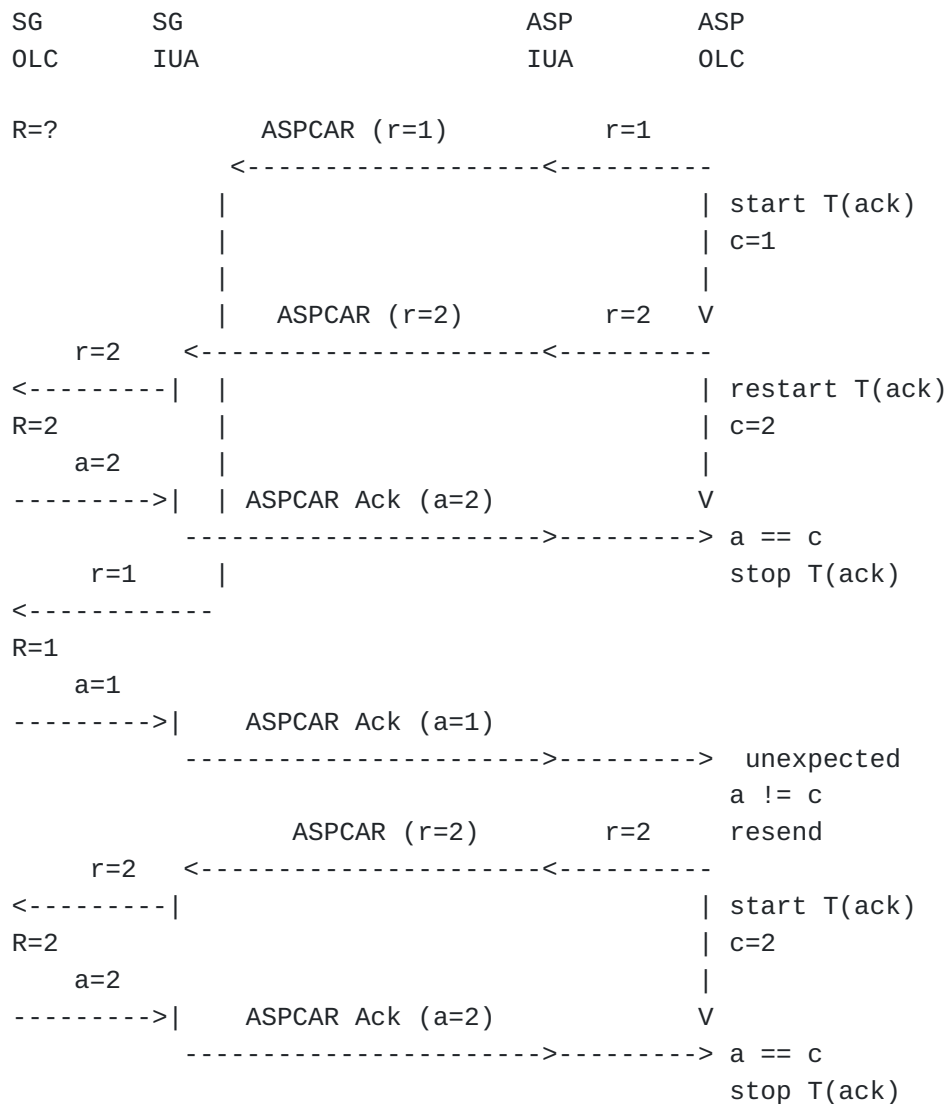 SG        SG                      ASP        ASP
OLC       IUA                     IUA        OLC

R=?             ASPCAR (r=1)          r=1
              <-------------------<----------
              |                              | start T(ack)
              |                              | c=1
              |                              |
              |   ASPCAR (r=2)         r=2   V
    r=2    <----------------------<----------
<---------|  |                               | restart T(ack)
R=2          |                               | c=2
    a=2      |                               |
--------->|  | ASPCAR Ack (a=2)             V
           ----------------------->---------> a == c
     r=1     |                                stop T(ack)
<------------
R=1
    a=1
--------->|    ASPCAR Ack (a=1)
           ----------------------->--------->  unexpected
                                              a != c
                  ASPCAR (r=2)        r=2     resend
     r=2   <----------------------<----------
<---------|                                  | start T(ack)
R=2                                          | c=2
    a=2                                      |
--------->|    ASPCAR Ack (a=2)             V
           ----------------------->---------> a == c
                                              stop T(ack)